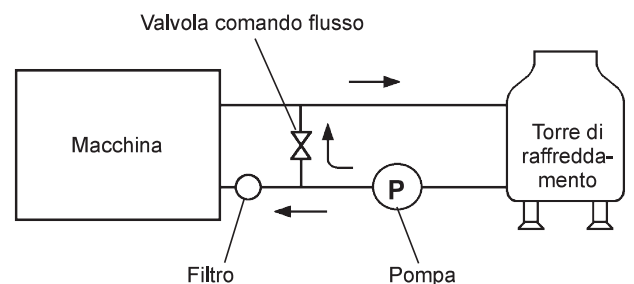 Valvola comando flusso
Macchina
Torre di
raffredda-
mento
P
Filtro
Pompa